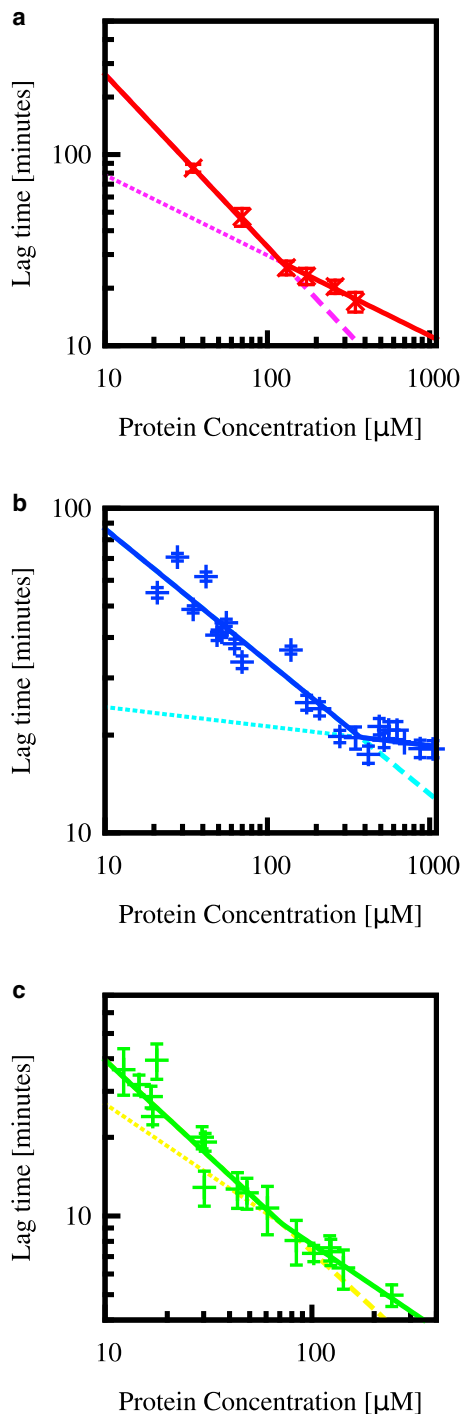 a
Lag time [minutes]
100
10
10 100 1000
Protein Concentration [μM]
b
Lag time [minutes]
100
10
10 100 1000
Protein Concentration [μM]
c
Lag time [minutes]
10
10 100
Protein Concentration [μM]